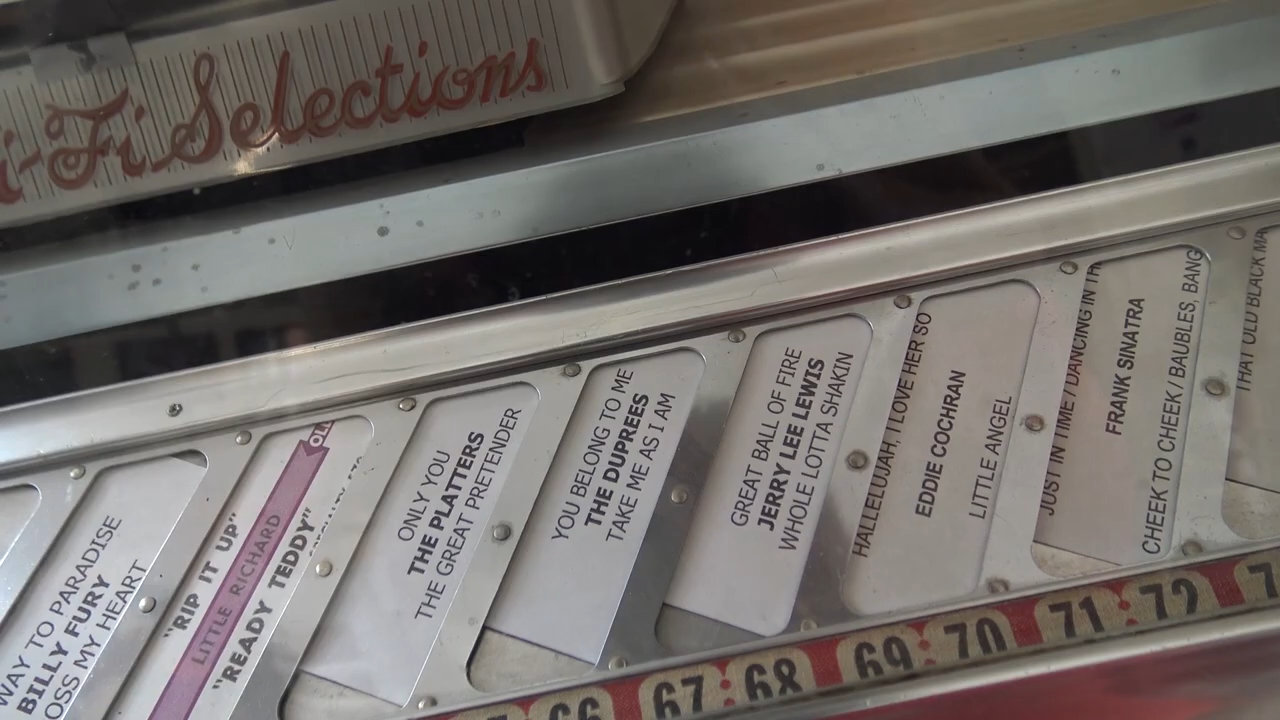 i-Fi Selections
WAY TO PARADISE
BILLY FURY
OSS MY HEART
"RIP IT UP"
LITTLE RICHARD
"READY TEDDY"
ONLY YOU
THE PLATTERS
THE GREAT PRETENDER
YOU BELONG TO ME
THE DUPREES
TAKE ME AS I AM
GREAT BALL OF FIRE
JERRY LEE LEWIS
WHOLE LOTTA SHAKIN
HALLELUJAH, I LOVE HER SO
EDDIE COCHRAN
LITTLE ANGEL
JUST IN TIME / DANCING IN TH
FRANK SINATRA
CHEEK TO CHEEK / BAUBLES, BANG
THAT OLD BLACK MA
66 67 : 68 69 : 70 71 : 72 7